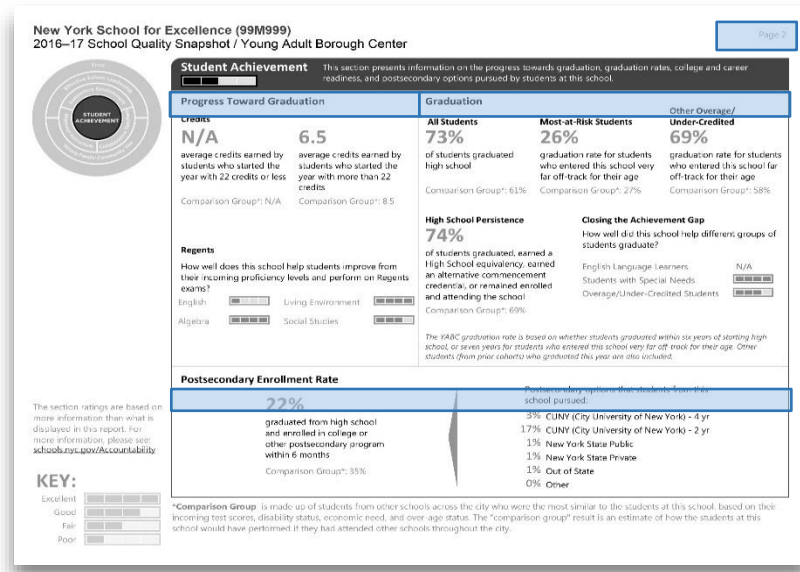 New York School for Excellence (99M999)
2016–17 School Quality Snapshot / Young Adult Borough Center
Page 2
STUDENT
ACHIEVEMENT
Student Achievement
This section presents information on the progress towards graduation, graduation rates, college and career
readiness, and postsecondary options pursued by students at this school.
Progress Toward Graduation
Credits
N/A
average credits earned by
students who started the
year with 22 credits or less
Comparison Group*: N/A
6.5
average credits earned by
students who started the
year with more than 22
credits
Comparison Group*: 8.5
Regents
How well does this school help students improve from
their incoming proficiency levels and perform on Regents
exams?
English
Living Environment
Algebra
Social Studies
Graduation
All Students
73%
of students graduated
high school
Comparison Group*: 61%
Most-at-Risk Students
26%
graduation rate for students
who entered this school very
far off-track for their age
Comparison Group*: 27%
Other Overage/
Under-Credited
69%
graduation rate for students
who entered this school far
off-track for their age
Comparison Group*: 58%
High School Persistence
74%
of students graduated, earned a
High School equivalency, earned
an alternative commencement
credential, or remained enrolled
and attending the school
Comparison Group*: 69%
Closing the Achievement Gap
How well did this school help different groups of
students graduate?
English Language Learners N/A
Students with Special Needs
Overage/Under-Credited Students
The YABC graduation rate is based on whether students graduated within six years of starting high
school, or seven years for students who entered this school very far off-track for their age. Other
students (from prior cohorts) who graduated this year are also included.
Postsecondary Enrollment Rate
22%
graduated from high school
and enrolled in college or
other postsecondary program
within 6 months
Comparison Group*: 35%
Postsecondary options that students from this
school pursued:
3% CUNY (City University of New York) - 4 yr
17% CUNY (City University of New York) - 2 yr
1% New York State Public
1% New York State Private
1% Out of State
0% Other
The section ratings are based on
more information than what is
displayed in this report. For
more information, please see:
schools.nyc.gov/Accountability
KEY:
Excellent
Good
Fair
Poor
*Comparison Group is made up of students from other schools across the city who were the most similar to the students at this school, based on their
incoming test scores, disability status, economic need, and over-age status. The "comparison group" result is an estimate of how the students at this
school would have performed if they had attended other schools throughout the city.